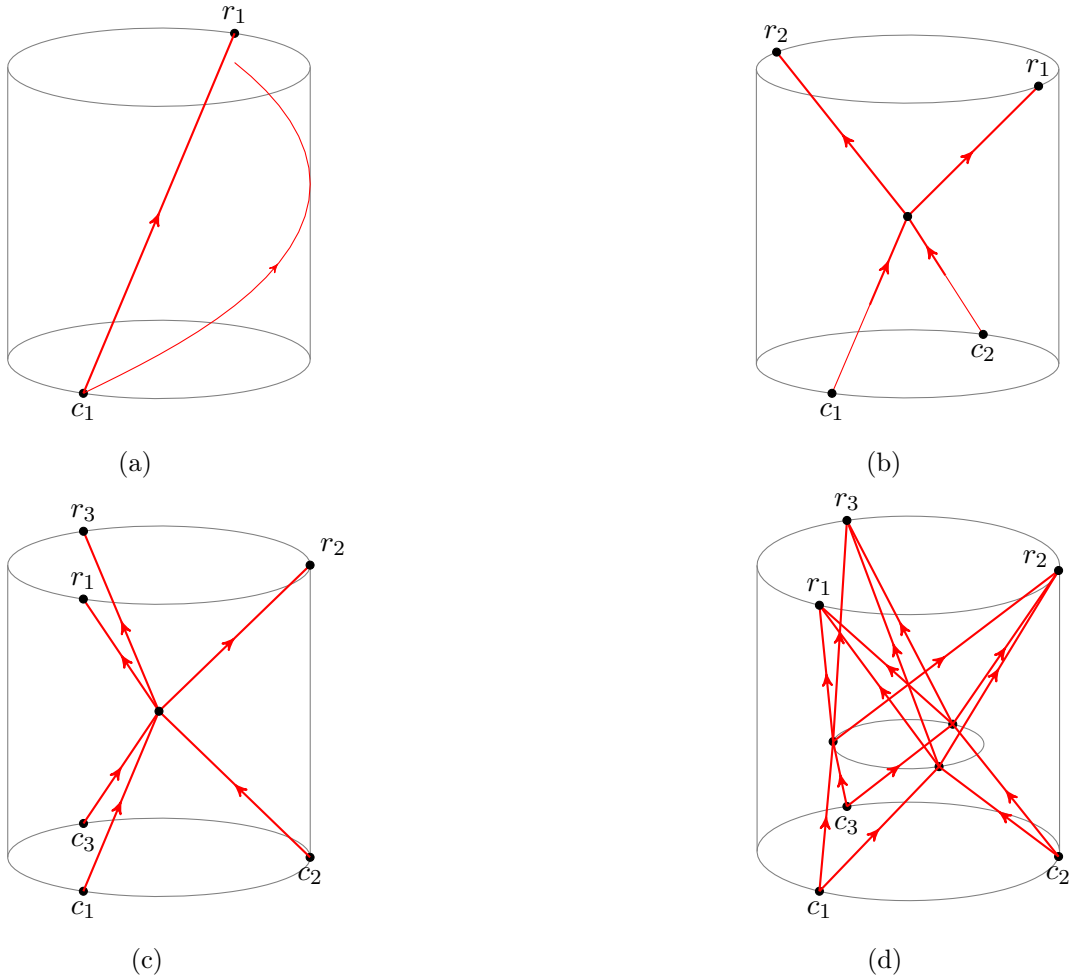 r₁
c₁
(a)
r₂
r₁
c₂
c₁
(b)
r₃
r₂
r₁
c₃
c₂
c₁
(c)
r₃
r₂
r₁
c₃
c₂
c₁
(d)